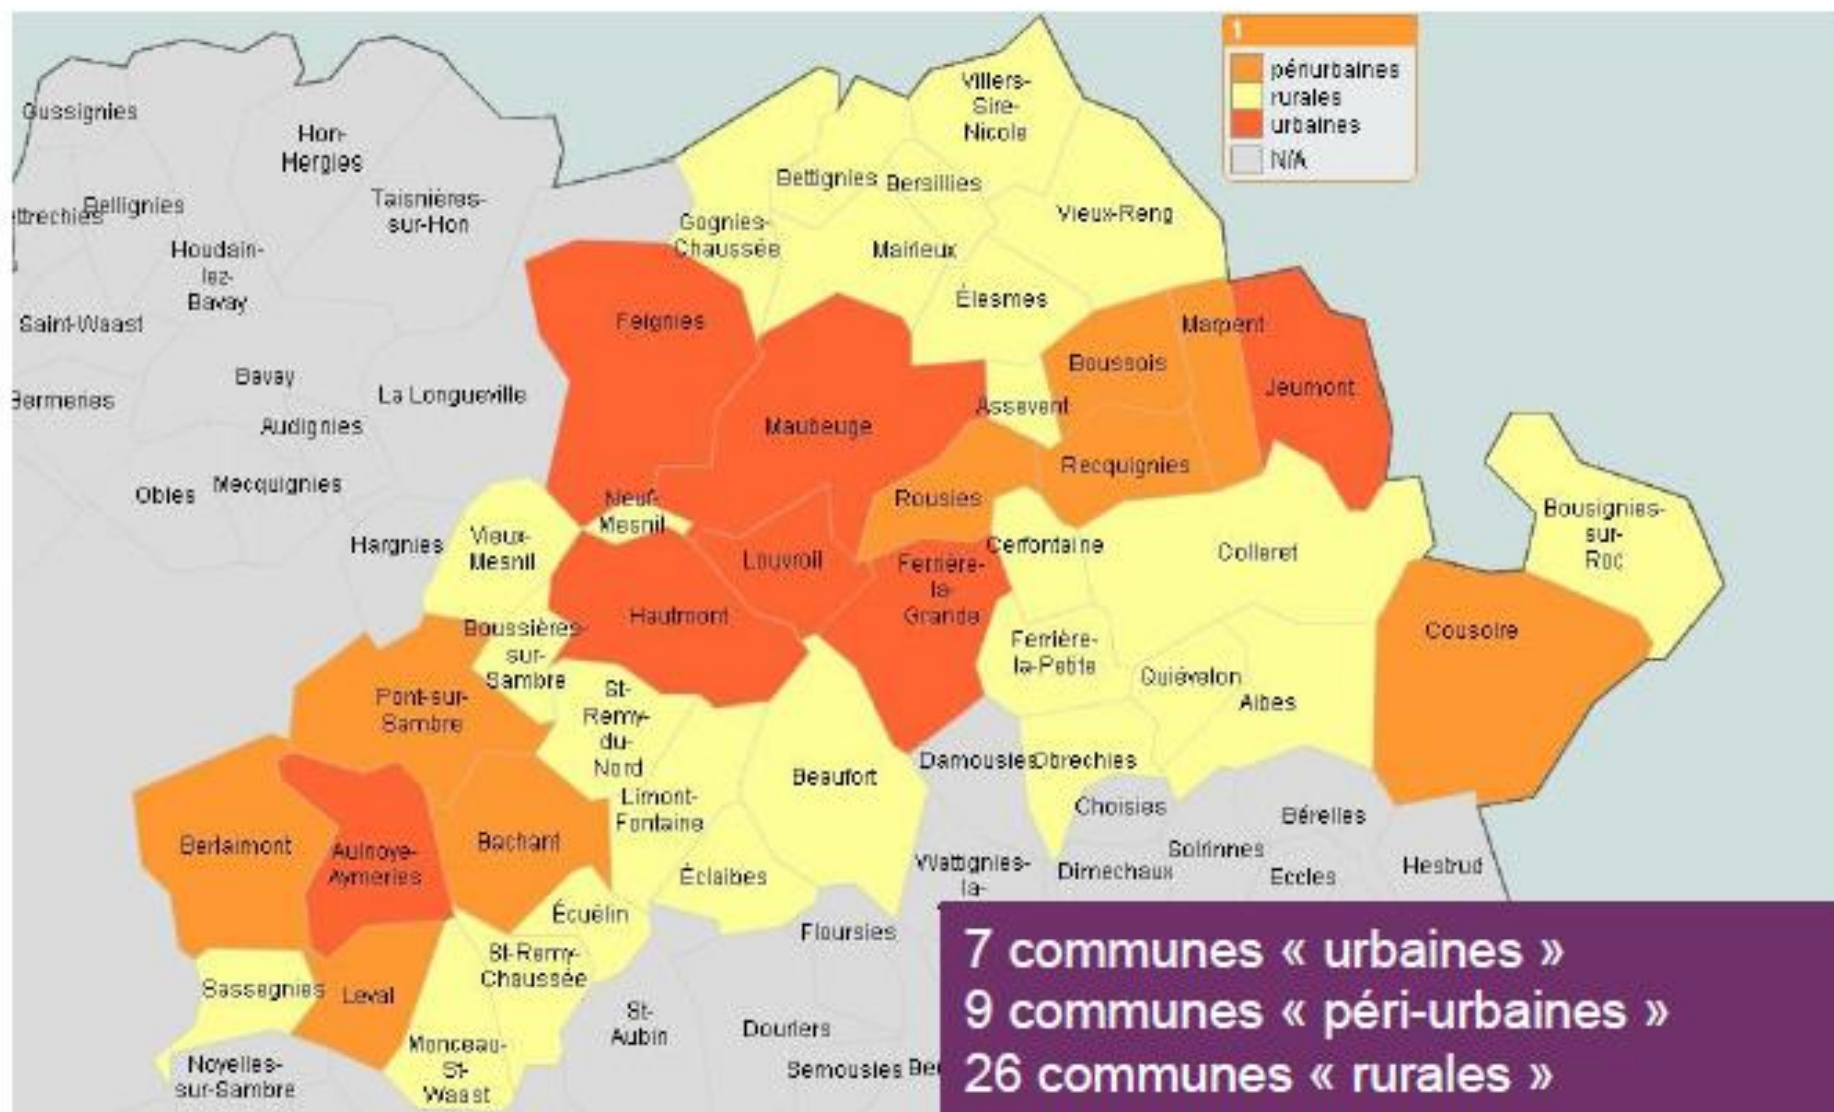 1
périurbaines
rurales
urbaines
N/A
Gussignies
Hon-
Hergies
Bellignies
Taisnières-
sur-Hon
Houdain-
lez-
Bavay
Saint-Waast
Bavay
La Longueville
Audignies
Obies
Mecquignies
Hargnies
Villers-
Sire-
Nicole
Bettignies
Bersillies
Vieux-Reng
Gognies-
Chaussée
Mairieux
Élesmes
Feignies
Marpent
Boussois
Jeumont
Assevent
Maubeuge
Recquignies
Rousies
Neuf-
Mesnil
Vieux-
Mesnil
Bousignies-
sur-
Roc
Cerfontaine
Colleret
Louvroil
Ferrière-
la-
Grande
Hautmont
Boussières-
sur-
Sambre
Cousolre
Ferrière-
la-Petite
Quiévelon
Aibes
Pont-sur-
Sambre
St-
Remy-
du-
Nord
Damousies
Obrechies
Beaufort
Limont-
Fontaine
Choisies
Bérelles
Berlaimont
Aulnoye-
Aymeries
Bachant
Solrinnes
Éclaibes
Wattignies-
la-
Dimechaux
Eccles
Hestrud
Écuélin
Floursies
St-Remy-
Chaussée
Sassegnies
Leval
St-
Aubin
Dourlers
Monceau-
St-
Waast
Noyelles-
sur-Sambre
Semousies
7 communes « urbaines »
9 communes « péri-urbaines »
26 communes « rurales »